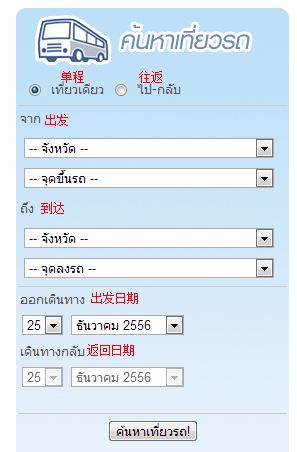 ค้นหาเที่ยวรถ
单程 往返
เที่ยวเดียว ไป-กลับ
จาก 出发
-- จังหวัด --
-- จุดขึ้นรถ --
ถึง 到达
-- จังหวัด --
-- จุดลงรถ --
ออกเดินทาง 出发日期
25 ธันวาคม 2556
เดินทางกลับ 返回日期
25 ธันวาคม 2556
ค้นหาเที่ยวรถ!